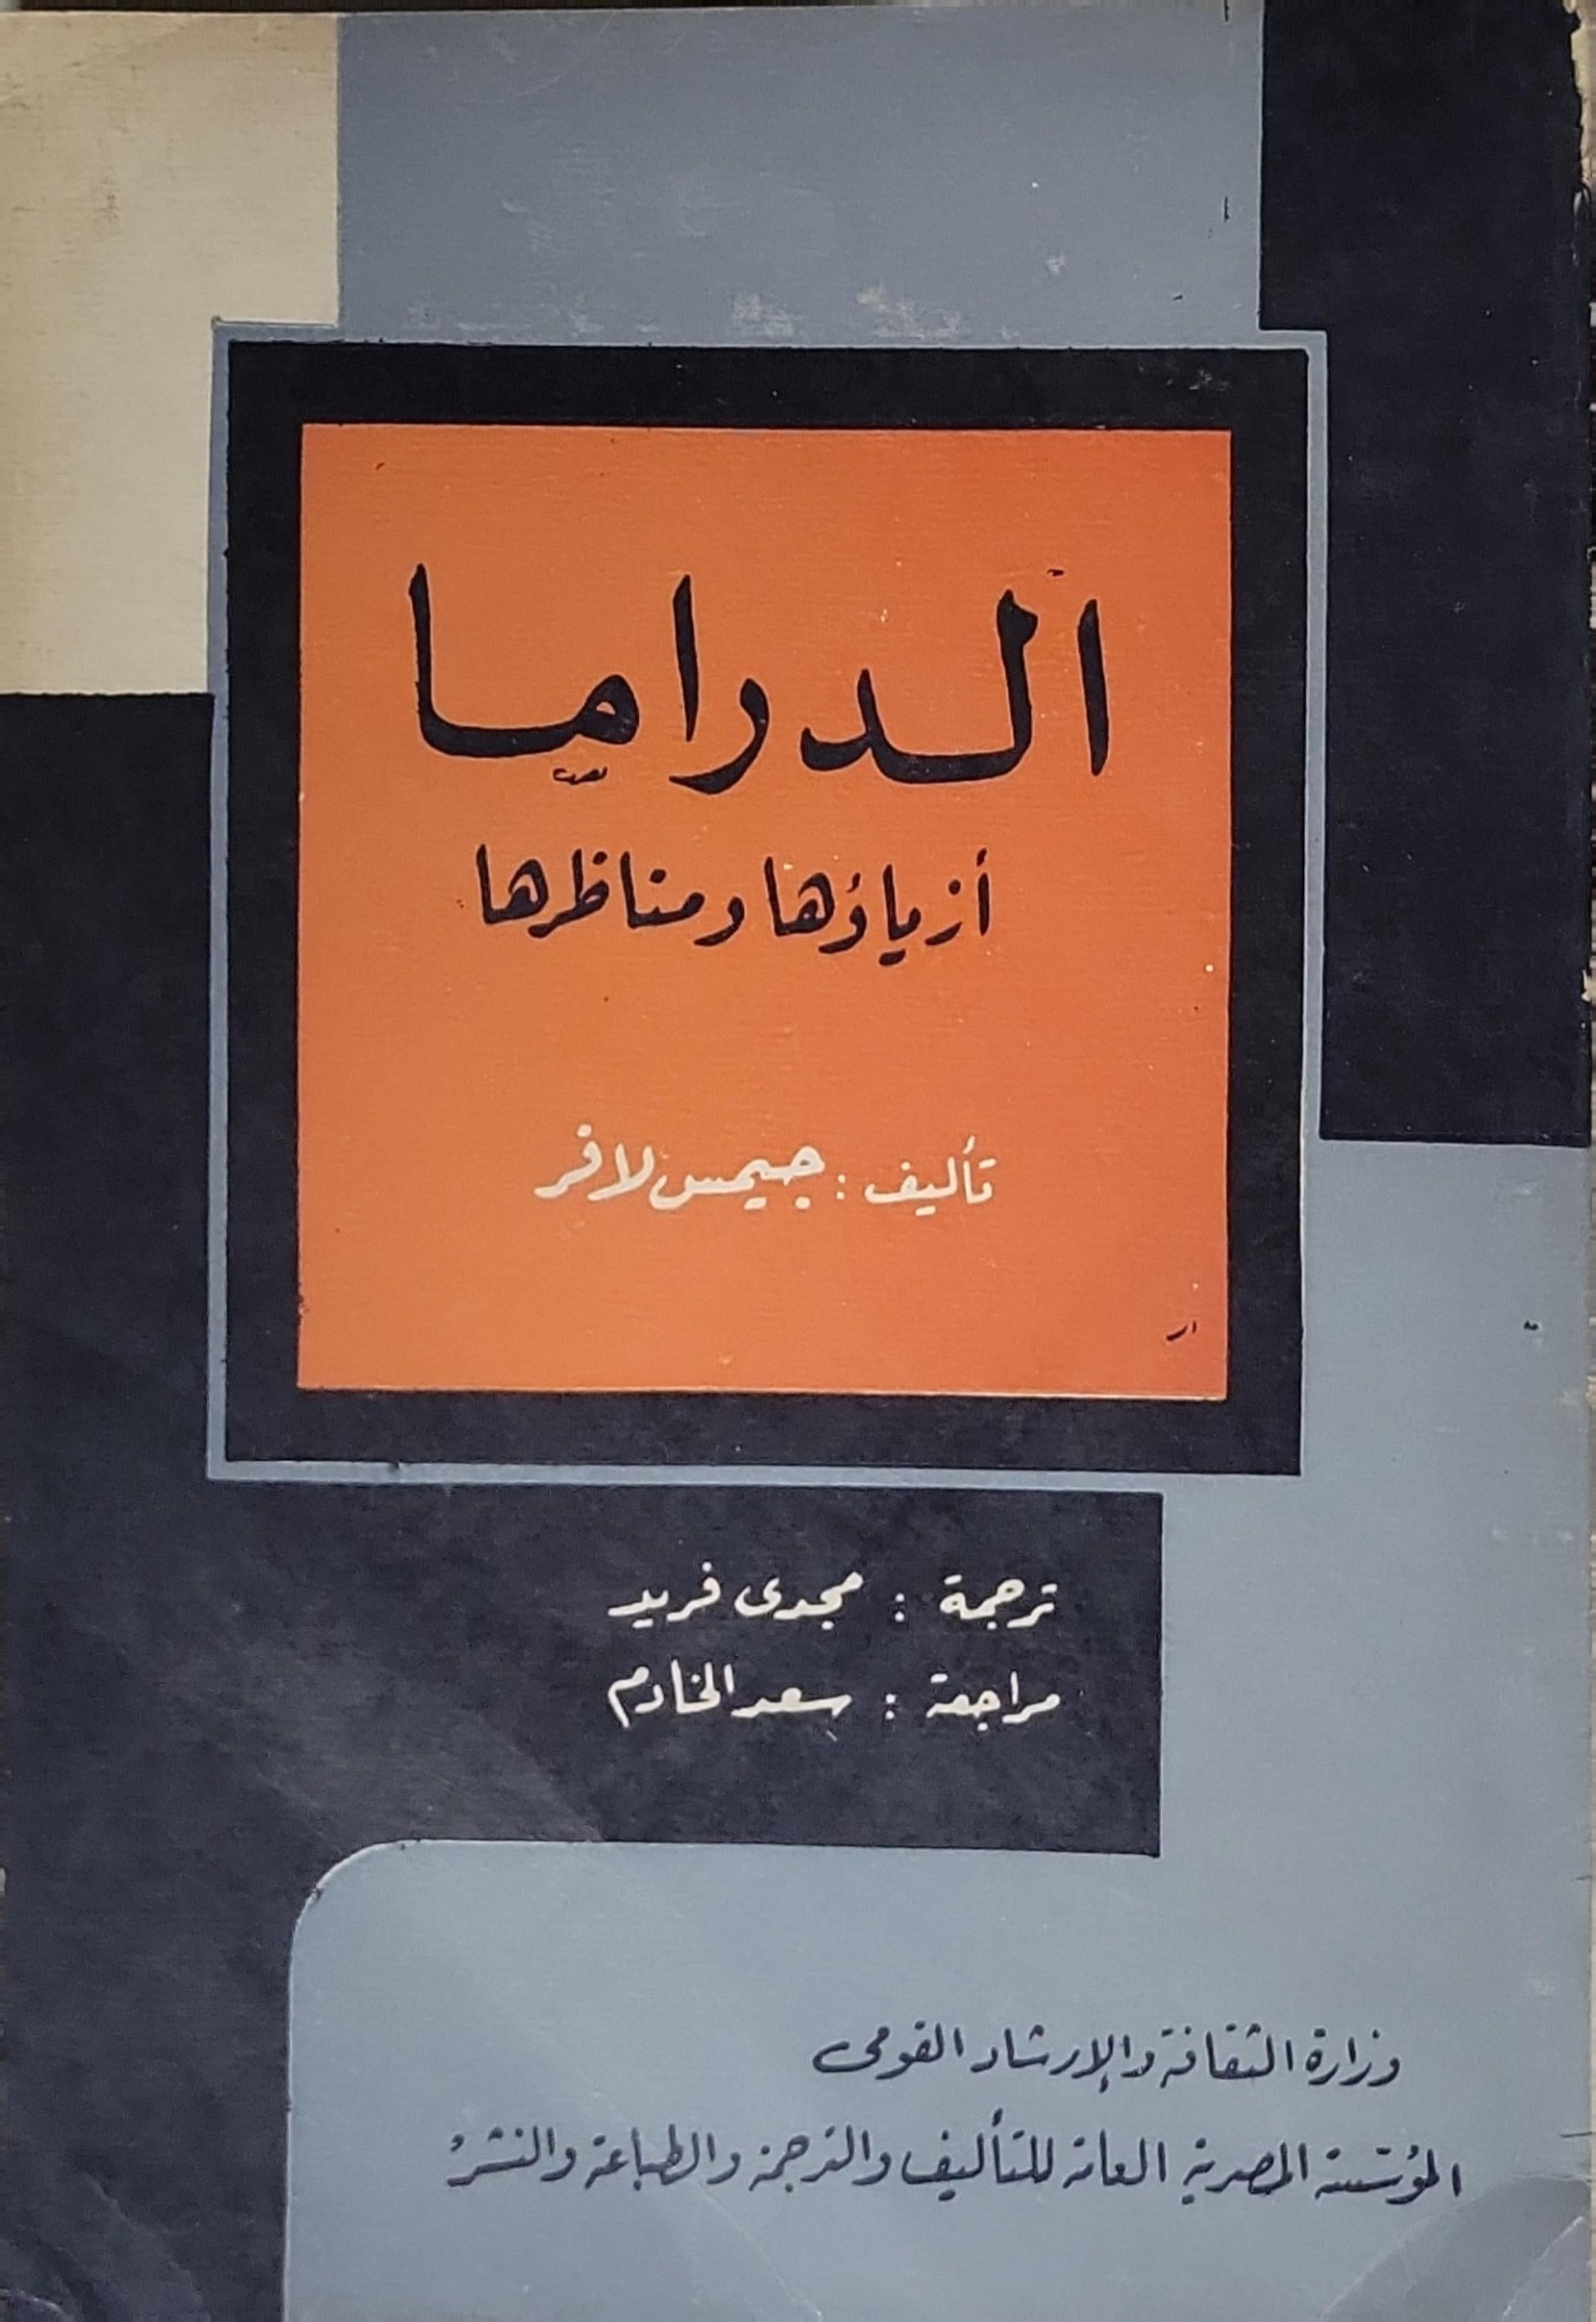 الدراما
أزياؤها ومناظرها
تأليف : جيمس لافر
ترجمة : مجدى فريد
مراجعة : سعد الخادم
وزارة الثقافة والإرشاد القومى
المؤسسة المصرية العامة للتأليف والترجمة والطباعة والنشر